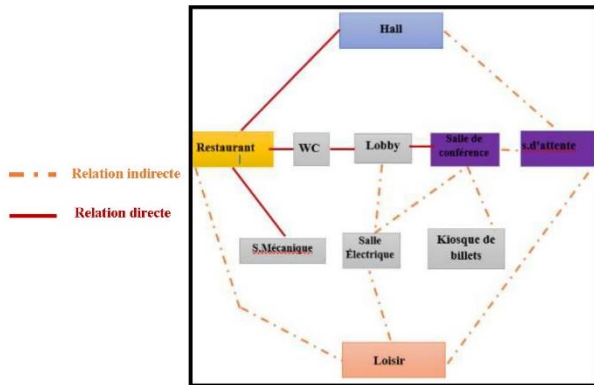 Hall
Restaurant
WC
Lobby
Salle de
conférence
s.d'attente
Relation indirecte
Relation directe
S.Mécanique
Salle
Électrique
Kiosque de
billets
Loisir